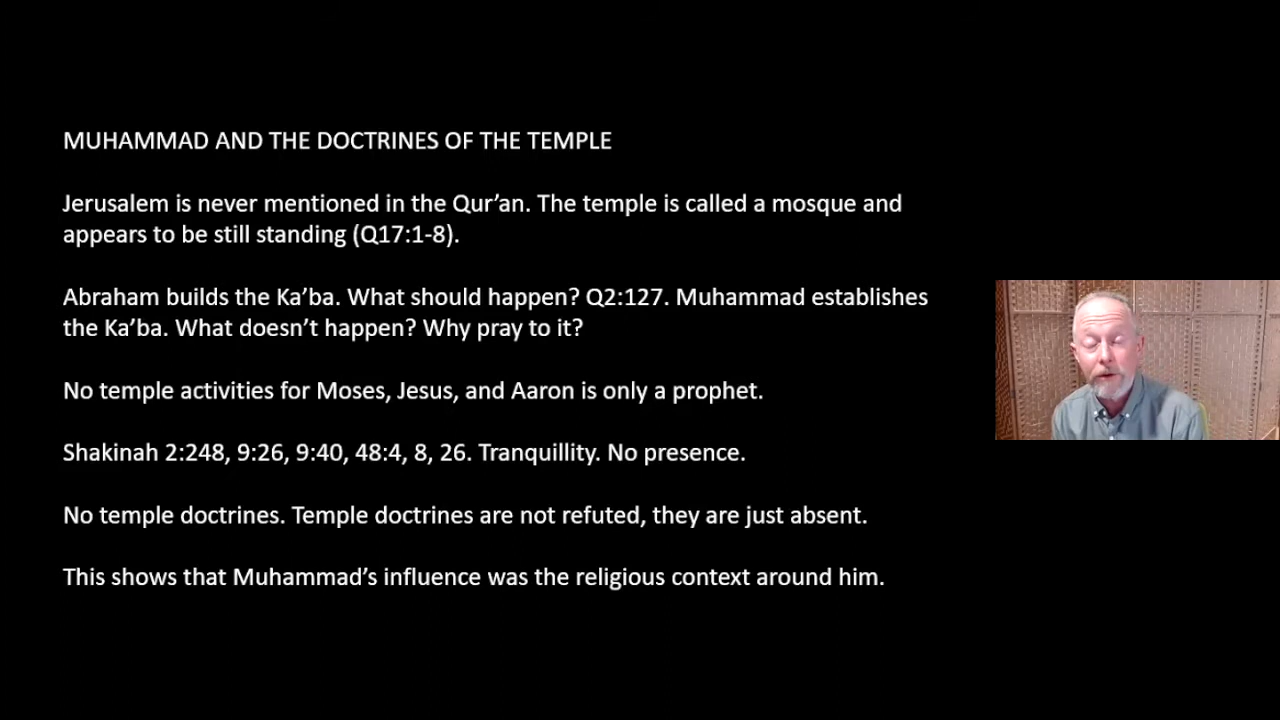 MUHAMMAD AND THE DOCTRINES OF THE TEMPLE
Jerusalem is never mentioned in the Qur’an. The temple is called a mosque and
appears to be still standing (Q17:1-8).
Abraham builds the Ka’ba. What should happen? Q2:127. Muhammad establishes
the Ka’ba. What doesn’t happen? Why pray to it?
No temple activities for Moses, Jesus, and Aaron is only a prophet.
Shakinah 2:248, 9:26, 9:40, 48:4, 8, 26. Tranquillity. No presence.
No temple doctrines. Temple doctrines are not refuted, they are just absent.
This shows that Muhammad’s influence was the religious context around him.